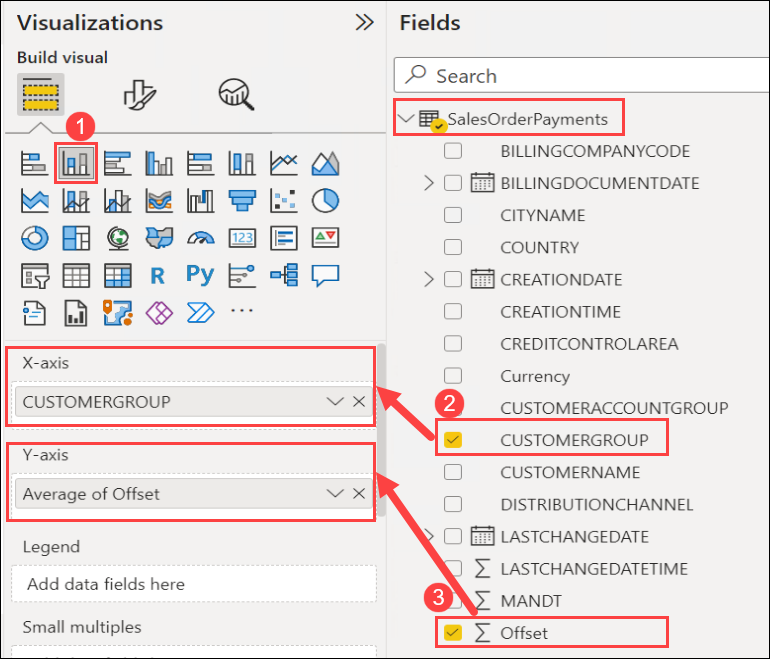 Visualizations
Build visual
1
123
R
Py
...
X-axis
CUSTOMERGROUP
Y-axis
Average of Offset
Legend
Add data fields here
Small multiples
Fields
Search
SalesOrderPayments
BILLINGCOMPANYCODE
BILLINGDOCUMENTDATE
CITYNAME
COUNTRY
CREATIONDATE
CREATIONTIME
CREDITCONTROLAREA
Currency
2
CUSTOMERACCOUNTGROUP
CUSTOMERGROUP
CUSTOMERNAME
DISTRIBUTIONCHANNEL
LASTCHANGEDATE
∑ LASTCHANGEDATETIME
3
∑ MANDT
∑ Offset